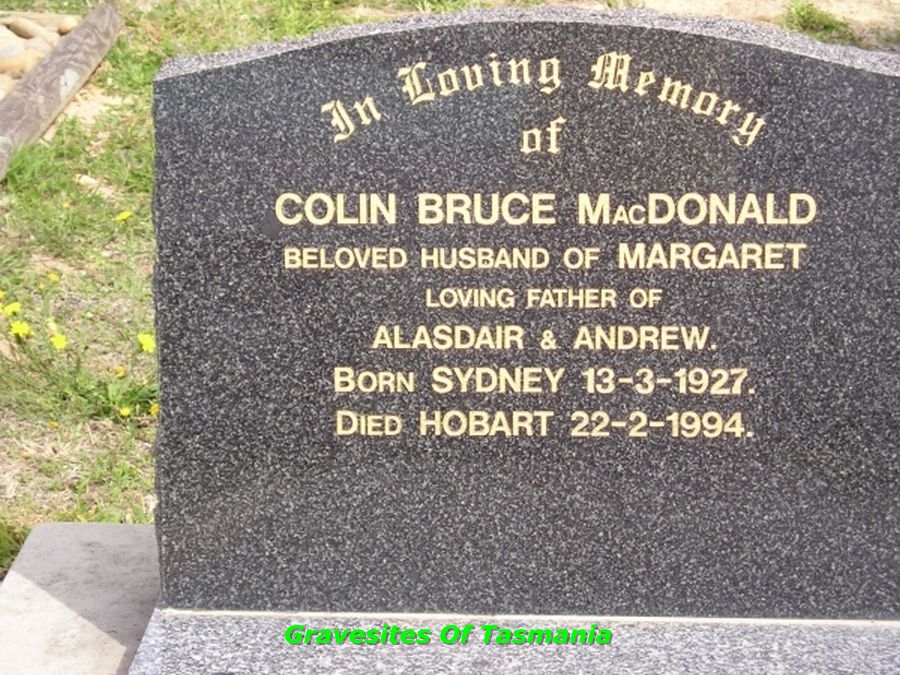 In Loving Memory
of
COLIN BRUCE MACDONALD
BELOVED HUSBAND OF MARGARET
LOVING FATHER OF
ALASDAIR & ANDREW.
BORN SYDNEY 13-3-1927.
DIED HOBART 22-2-1994.
Gravesites Of Tasmania